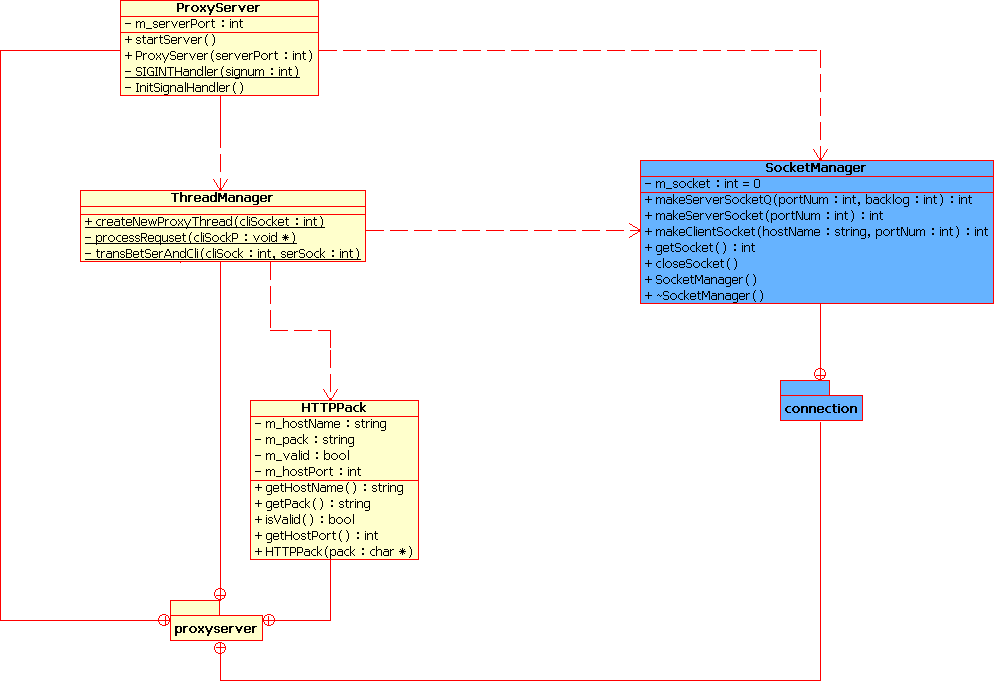 ProxyServer
- m_serverPort : int
+ startServer()
+ ProxyServer(serverPort : int)
- SIGINTHandler(signum : int)
- InitSignalHandler()
ThreadManager
+ createNewProxyThread(cliSocket : int)
- processRequset(cliSockP : void *)
- transBetSerAndCli(cliSock : int, serSock : int)
SocketManager
- m_socket : int = 0
+ makeServerSocketQ(portNum : int, backlog : int) : int
+ makeServerSocket(portNum : int) : int
+ makeClientSocket(hostName : string, portNum : int) : int
+ getSocket() : int
+ closeSocket()
+ SocketManager()
+ ~SocketManager()
HTTPPack
- m_hostName : string
- m_pack : string
- m_valid : bool
- m_hostPort : int
+ getHostName() : string
+ getPack() : string
+ isValid() : bool
+ getHostPort() : int
+ HTTPPack(pack : char *)
connection
proxyserver